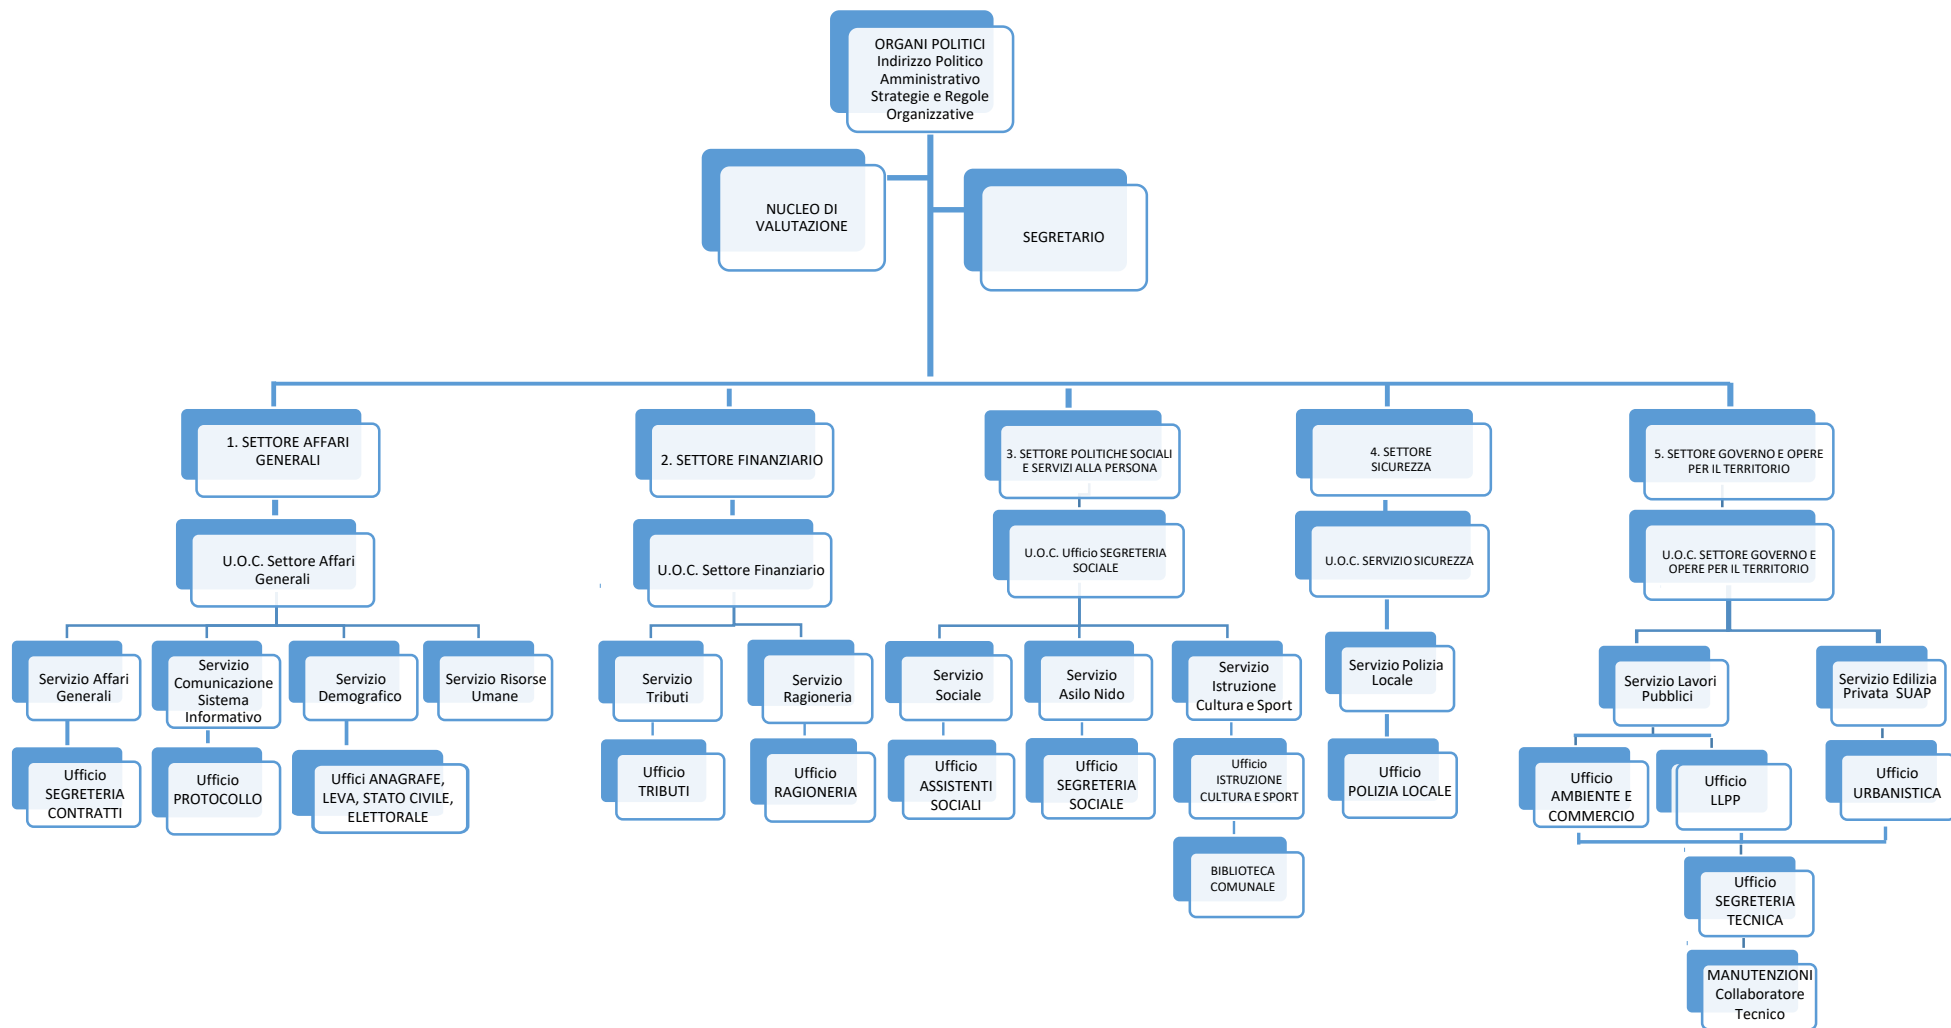 ORGANI POLITICI
Indirizzo Politico
Amministrativo
Strategie e Regole
Organizzative
NUCLEO DI
VALUTAZIONE
SEGRETARIO
1. SETTORE AFFARI
GENERALI
2. SETTORE FINANZIARIO
3. SETTORE POLITICHE SOCIALI
E SERVIZI ALLA PERSONA
4. SETTORE
SICUREZZA
5. SETTORE GOVERNO E OPERE
PER IL TERRITORIO
U.O.C. Settore Affari
Generali
U.O.C. Settore Finanziario
U.O.C. Ufficio SEGRETERIA
SOCIALE
U.O.C. SERVIZIO SICUREZZA
U.O.C. SETTORE GOVERNO E
OPERE PER IL TERRITORIO
Servizio Affari
Generali
Servizio
Comunicazione
Sistema
Informativo
Servizio
Demografico
Servizio Risorse
Umane
Servizio
Tributi
Servizio
Ragioneria
Servizio
Sociale
Servizio
Asilo Nido
Servizio
Istruzione
Cultura e Sport
Servizio Polizia
Locale
Servizio Lavori
Pubblici
Servizio Edilizia
Privata SUAP
Ufficio
SEGRETERIA
CONTRATTI
Ufficio
PROTOCOLLO
Uffici ANAGRAFE,
LEVA, STATO CIVILE,
ELETTORALE
Ufficio
TRIBUTI
Ufficio
RAGIONERIA
Ufficio
ASSISTENTI
SOCIALI
Ufficio
SEGRETERIA
SOCIALE
Ufficio
ISTRUZIONE
CULTURA E SPORT
Ufficio
POLIZIA LOCALE
Ufficio
AMBIENTE E
COMMERCIO
Ufficio
LLPP
Ufficio
URBANISTICA
BIBLIOTECA
COMUNALE
Ufficio
SEGRETERIA
TECNICA
MANUTENZIONI
Collaboratore
Tecnico